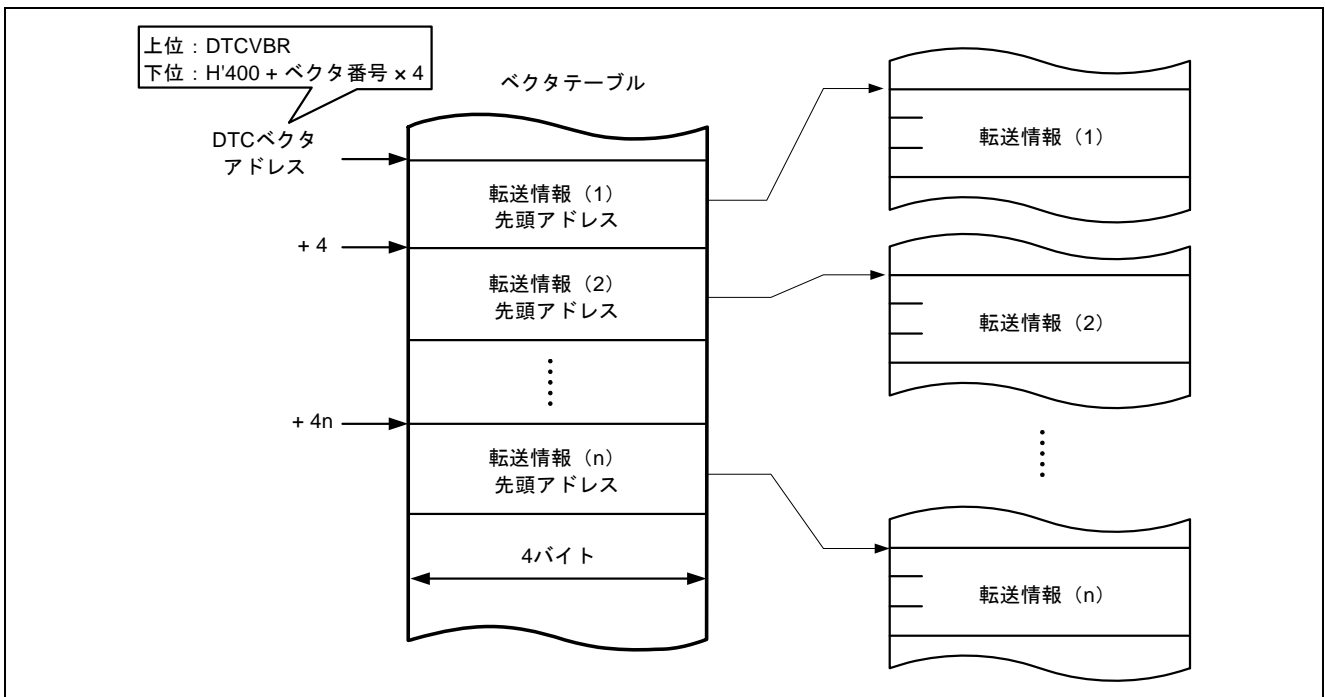 上位：DTCVBR
下位：H'400 + ベクタ番号 × 4
ベクタテーブル
DTCベクタ
アドレス
転送情報（1）
先頭アドレス
+ 4
転送情報（2）
先頭アドレス
+ 4n
転送情報（n）
先頭アドレス
4バイト
転送情報（1）
転送情報（2）
転送情報（n）